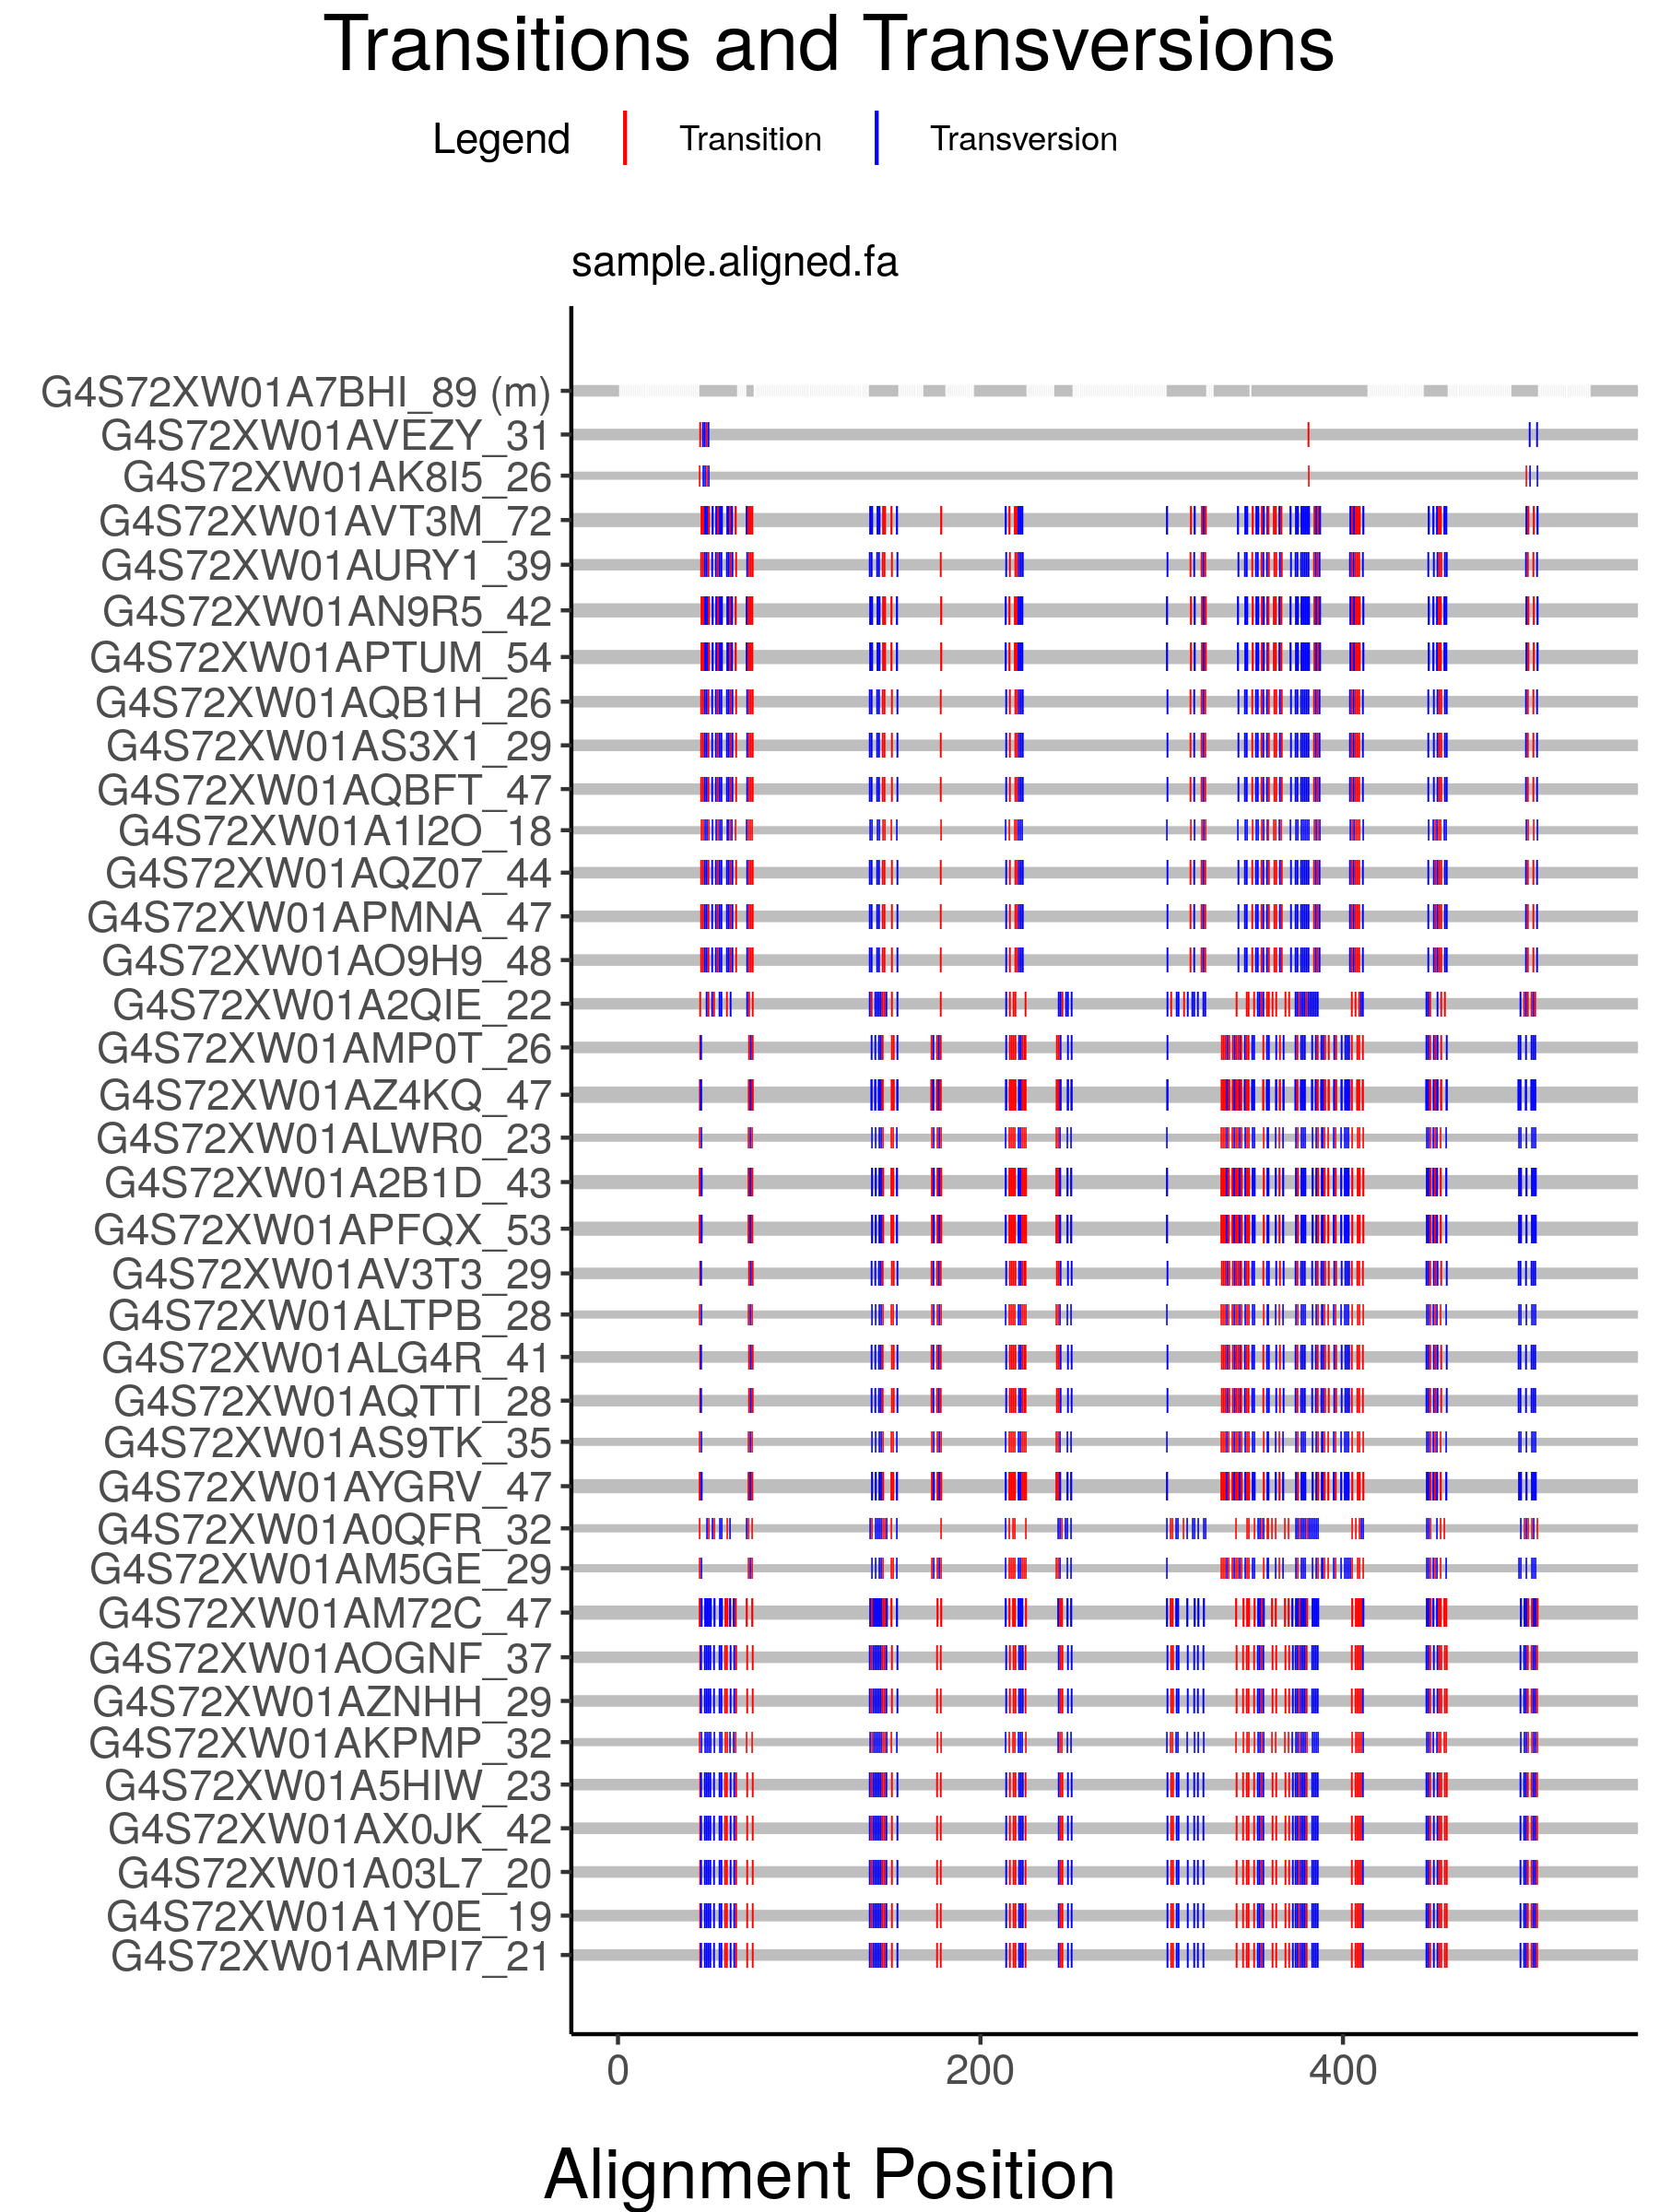 Transitions and Transversions
Legend Transition Transversion
sample.aligned.fa
G4S72XW01A7BHI_89 (m)
G4S72XW01AVEZY_31
G4S72XW01AK8I5_26
G4S72XW01AVT3M_72
G4S72XW01AURY1_39
G4S72XW01AN9R5_42
G4S72XW01APTUM_54
G4S72XW01AQB1H_26
G4S72XW01AS3X1_29
G4S72XW01AQBFT_47
G4S72XW01A1I2O_18
G4S72XW01AQZ07_44
G4S72XW01APMNA_47
G4S72XW01AO9H9_48
G4S72XW01A2QIE_22
G4S72XW01AMP0T_26
G4S72XW01AZ4KQ_47
G4S72XW01ALWR0_23
G4S72XW01A2B1D_43
G4S72XW01APFQX_53
G4S72XW01AV3T3_29
G4S72XW01ALTPB_28
G4S72XW01ALG4R_41
G4S72XW01AQTTI_28
G4S72XW01AS9TK_35
G4S72XW01AYGRV_47
G4S72XW01A0QFR_32
G4S72XW01AM5GE_29
G4S72XW01AM72C_47
G4S72XW01AOGNF_37
G4S72XW01AZNHH_29
G4S72XW01AKPMP_32
G4S72XW01A5HIW_23
G4S72XW01AX0JK_42
G4S72XW01A03L7_20
G4S72XW01A1Y0E_19
G4S72XW01AMPI7_21
0 200 400
Alignment Position